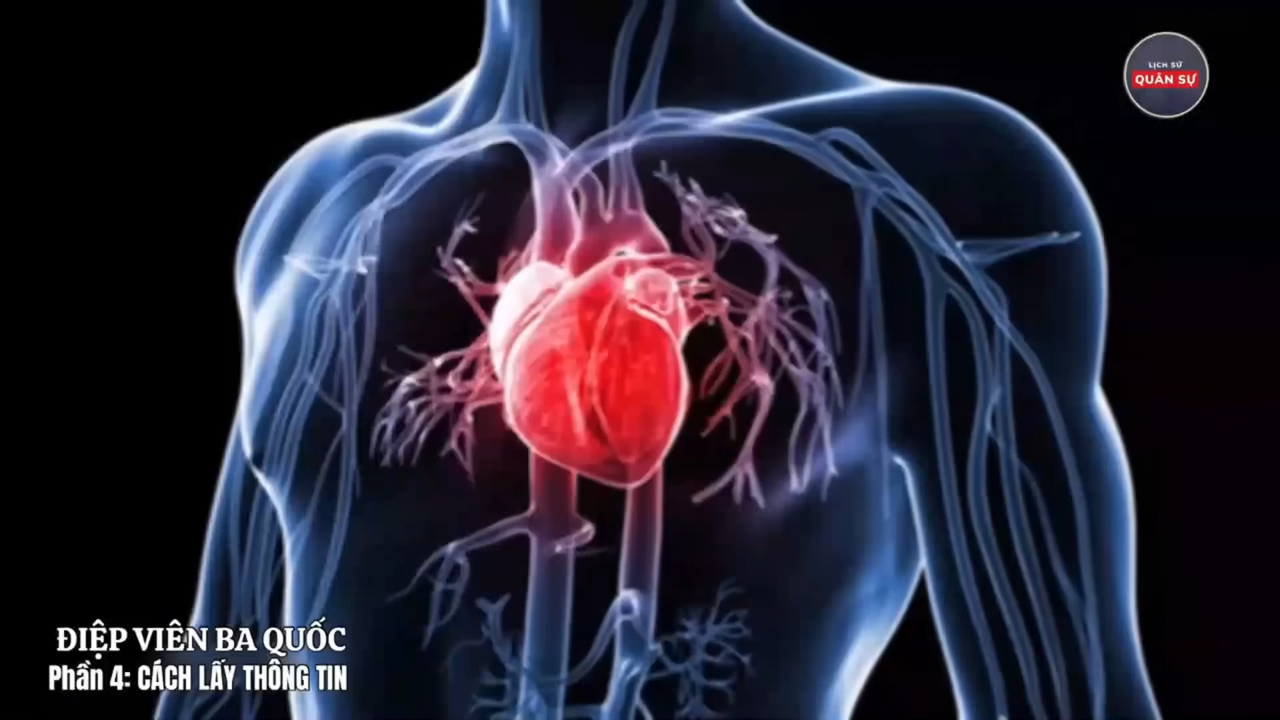 LỊCH SỬ
QUÂN SỰ
ĐIỆP VIÊN BA QUỐC
Phần 4: CÁCH LẤY THÔNG TIN